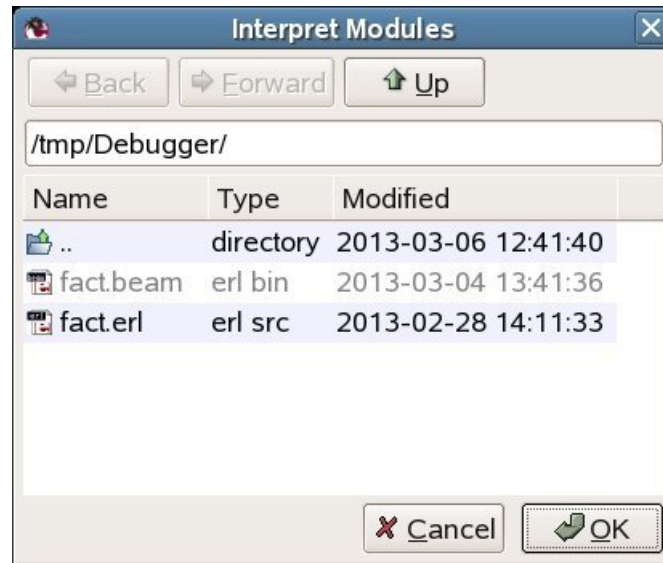 Interpret Modules
Back Forward Up
/tmp/Debugger/
Name Type Modified
.. directory 2013-03-06 12:41:40
fact.beam erl bin 2013-03-04 13:41:36
fact.erl erl src 2013-02-28 14:11:33
Cancel OK